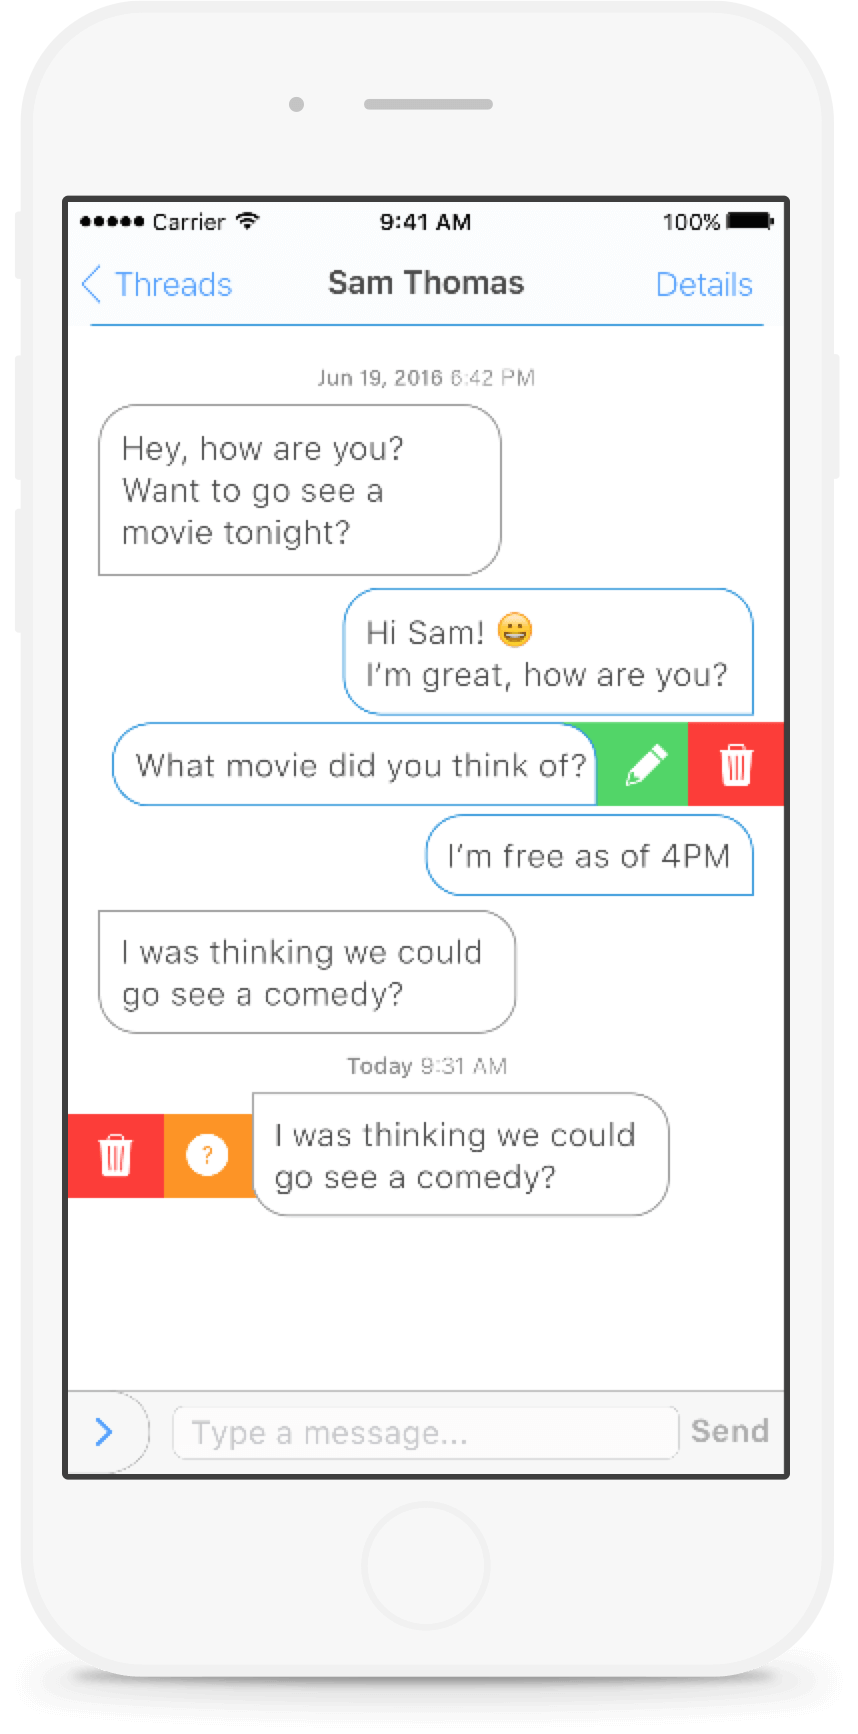 Carrier 9:41 AM 100%
Threads Sam Thomas Details
Jun 19, 2016 6:42 PM
Hey, how are you?
Want to go see a
movie tonight?
Hi Sam! 😀
I'm great, how are you?
What movie did you think of?
I'm free as of 4PM
I was thinking we could
go see a comedy?
Today 9:31 AM
?
I was thinking we could
go see a comedy?
Type a message... Send